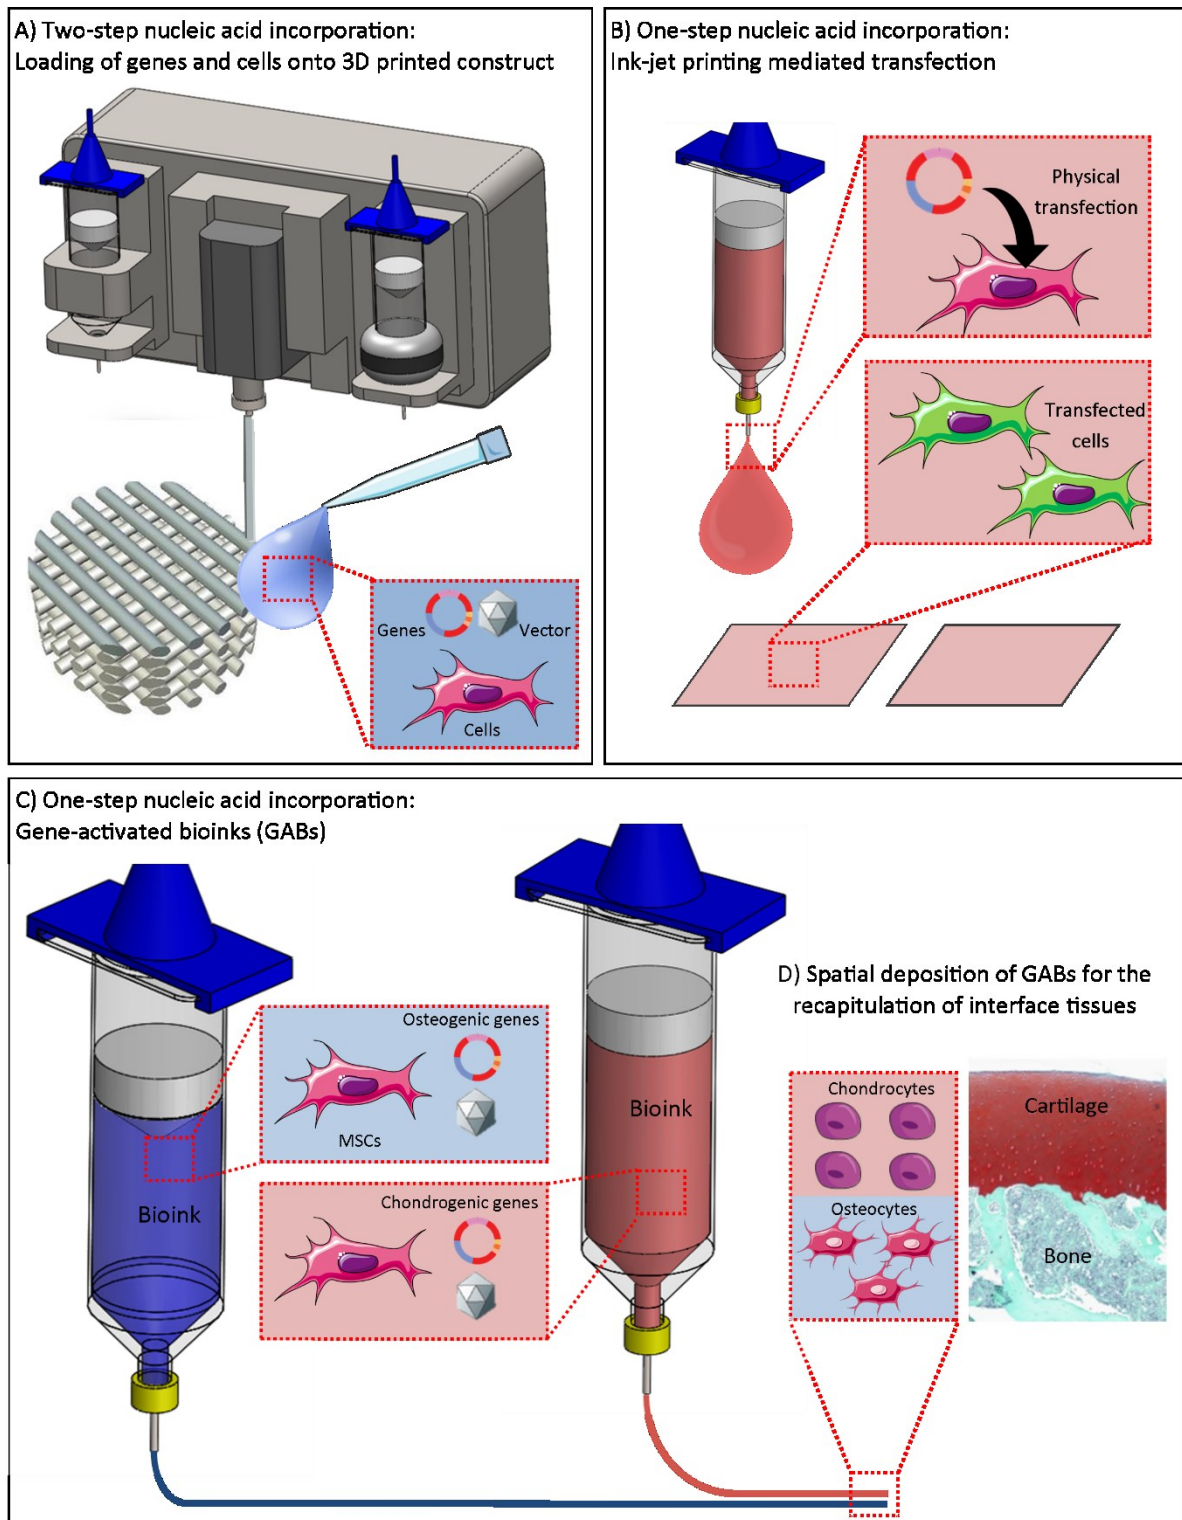 A) Two-step nucleic acid incorporation:
Loading of genes and cells onto 3D printed construct
Genes
Vector
Cells
B) One-step nucleic acid incorporation:
Ink-jet printing mediated transfection
Physical
transfection
Transfected
cells
C) One-step nucleic acid incorporation:
Gene-activated bioinks (GABs)
Bioink
Osteogenic genes
MSCs
Chondrogenic genes
Bioink
D) Spatial deposition of GABs for the
recapitulation of interface tissues
Chondrocytes
Osteocytes
Cartilage
Bone